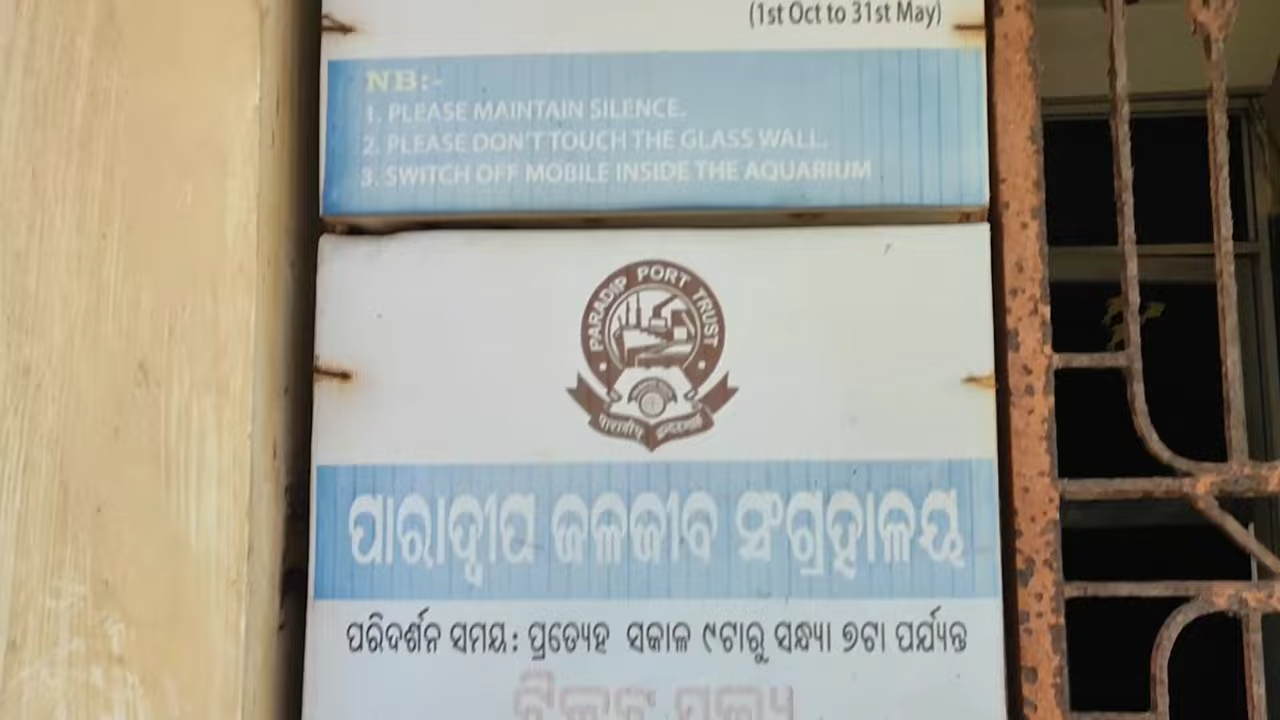 (1st Oct to 31st May)
NB:-
1. PLEASE MAINTAIN SILENCE.
2. PLEASE DON'T TOUCH THE GLASS WALL.
3. SWITCH OFF MOBILE INSIDE THE AQUARIUM
PARADIP PORT TRUST
ପାରାଦ୍ୱୀପ ଜଳଜୀବ ସଂଗ୍ରହାଳୟ
ପରିଦର୍ଶନ ସମୟ: ପ୍ରତ୍ୟେହ ସକାଳ ୯ଟାରୁ ସନ୍ଧ୍ୟା ୭ଟା ପର୍ଯ୍ୟନ୍ତ